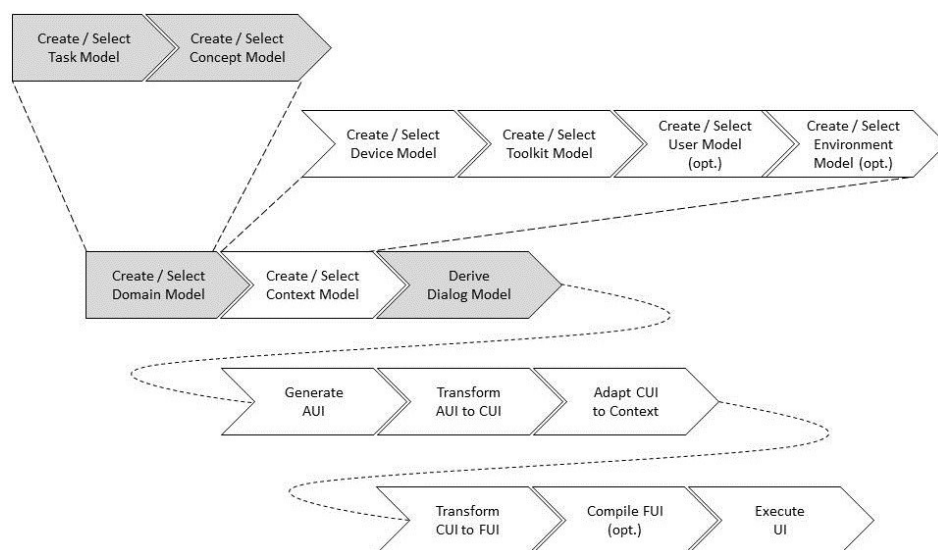 Create / Select
Task Model
Create / Select
Concept Model
Create / Select
Device Model
Create / Select
Toolkit Model
Create / Select
User Model
(opt.)
Create / Select
Environment
Model (opt.)
Create / Select
Domain Model
Create / Select
Context Model
Derive
Dialog Model
Generate
AUI
Transform
AUI to CUI
Adapt CUI
to Context
Transform
CUI to FUI
Compile FUI
(opt.)
Execute
UI